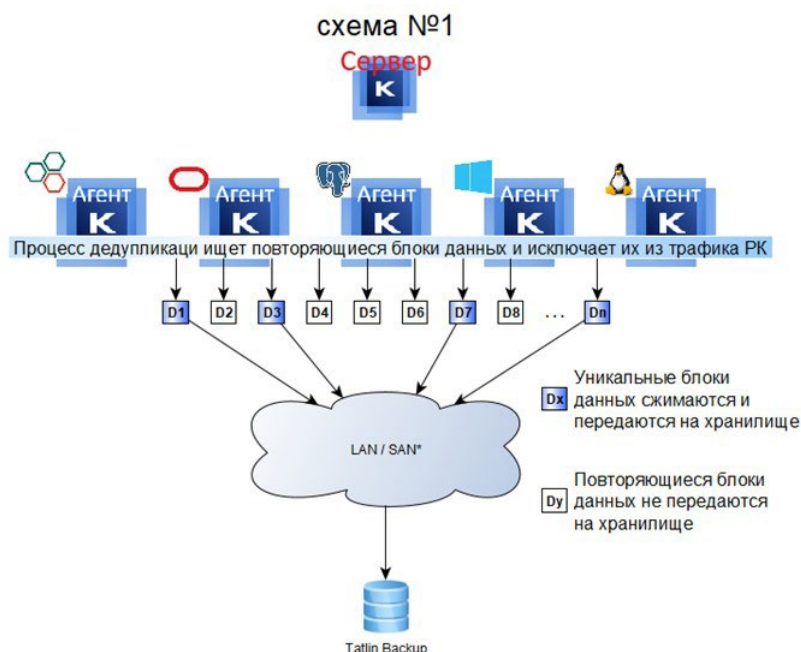 схема №1
Сервер
К
Агент Агент Агент Агент Агент
К К К К К
Процесс дедупликаци ищет повторяющиеся блоки данных и исключает их из трафика РК
D1 D2 D3 D4 D5 D6 D7 D8 ... Dn
Dx
Уникальные блоки
данных сжимаются и
передаются на хранилище
LAN / SAN*
Dy
Повторяющиеся блоки
данных не передаются
на хранилище
Tatlin Backup